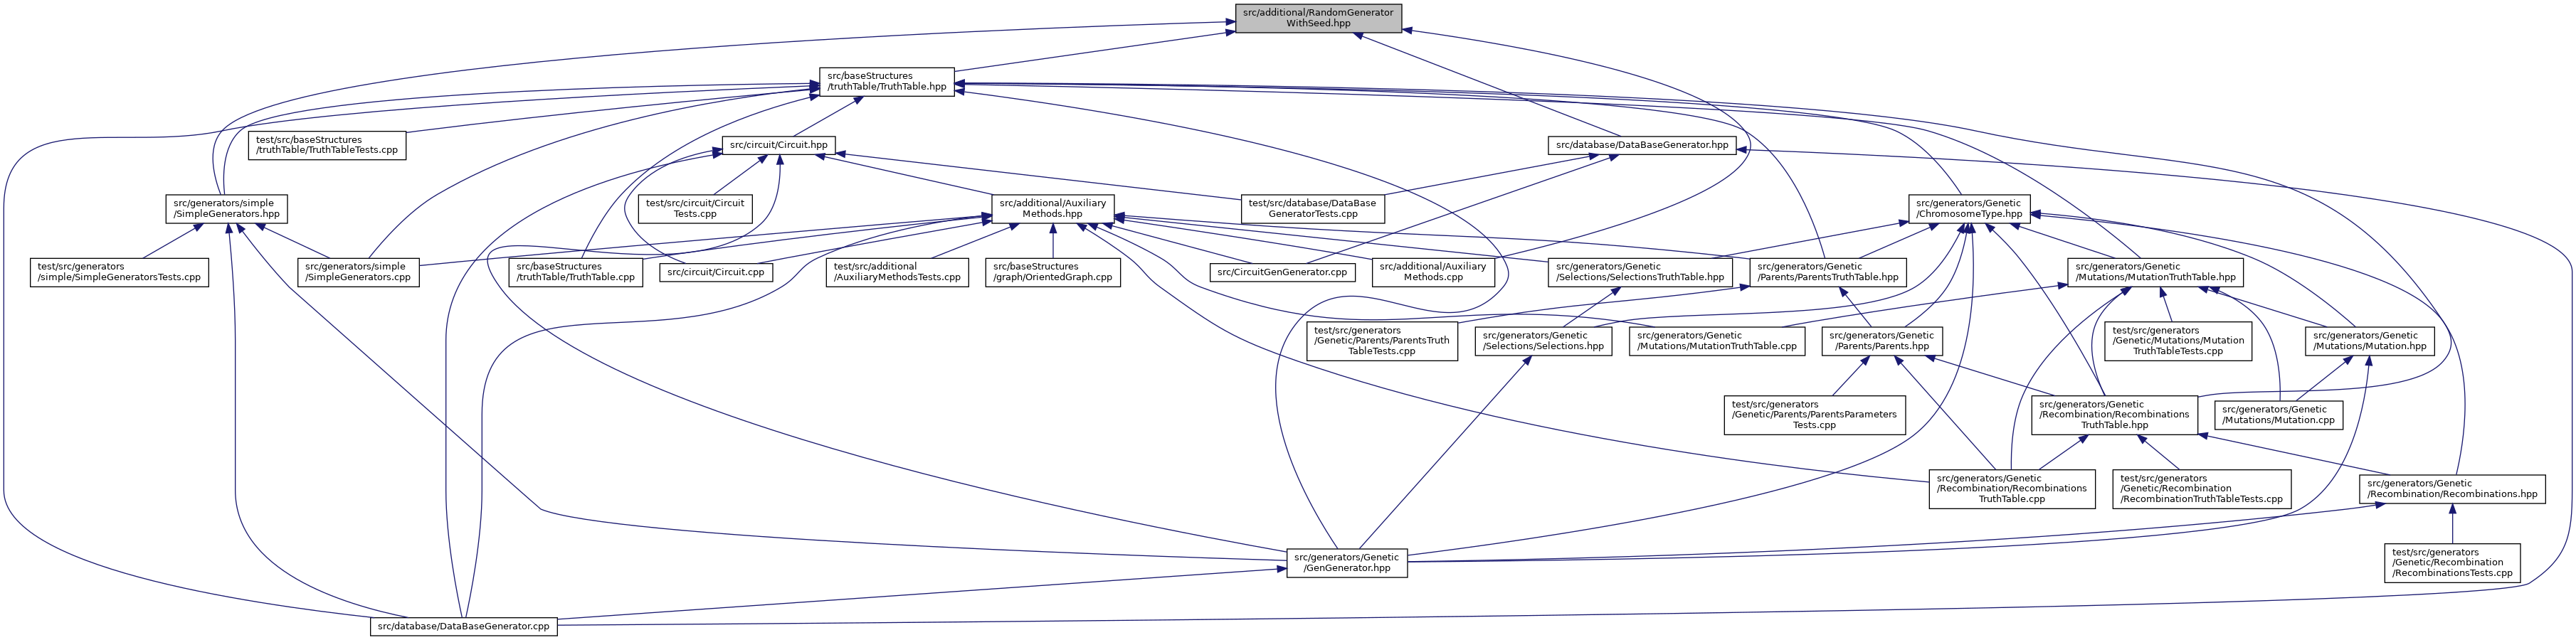 src/additional/RandomGenerator
WithSeed.hpp
src/baseStructures
/truthTable/TruthTable.hpp
test/src/baseStructures
/truthTable/TruthTableTests.cpp
src/circuit/Circuit.hpp
src/database/DataBaseGenerator.hpp
src/generators/simple
/SimpleGenerators.hpp
test/src/circuit/Circuit
Tests.cpp
src/additional/Auxiliary
Methods.hpp
test/src/database/DataBase
GeneratorTests.cpp
src/generators/Genetic
/ChromosomeType.hpp
test/src/generators
/simple/SimpleGeneratorsTests.cpp
src/generators/simple
/SimpleGenerators.cpp
src/baseStructures
/truthTable/TruthTable.cpp
src/circuit/Circuit.cpp
test/src/additional
/AuxiliaryMethodsTests.cpp
src/baseStructures
/graph/OrientedGraph.cpp
src/CircuitGenGenerator.cpp
src/additional/Auxiliary
Methods.cpp
src/generators/Genetic
/Selections/SelectionsTruthTable.hpp
src/generators/Genetic
/Parents/ParentsTruthTable.hpp
src/generators/Genetic
/Mutations/MutationTruthTable.hpp
test/src/generators
/Genetic/Parents/ParentsTruth
TableTests.cpp
src/generators/Genetic
/Selections/Selections.hpp
src/generators/Genetic
/Mutations/MutationTruthTable.cpp
src/generators/Genetic
/Parents/Parents.hpp
test/src/generators
/Genetic/Mutations/Mutation
TruthTableTests.cpp
src/generators/Genetic
/Mutations/Mutation.hpp
test/src/generators
/Genetic/Parents/ParentsParameters
Tests.cpp
src/generators/Genetic
/Recombination/Recombinations
TruthTable.hpp
src/generators/Genetic
/Mutations/Mutation.cpp
src/generators/Genetic
/Recombination/Recombinations
TruthTable.cpp
test/src/generators
/Genetic/Recombination
/RecombinationTruthTableTests.cpp
src/generators/Genetic
/Recombination/Recombinations.hpp
src/generators/Genetic
/GenGenerator.hpp
test/src/generators
/Genetic/Recombination
/RecombinationsTests.cpp
src/database/DataBaseGenerator.cpp